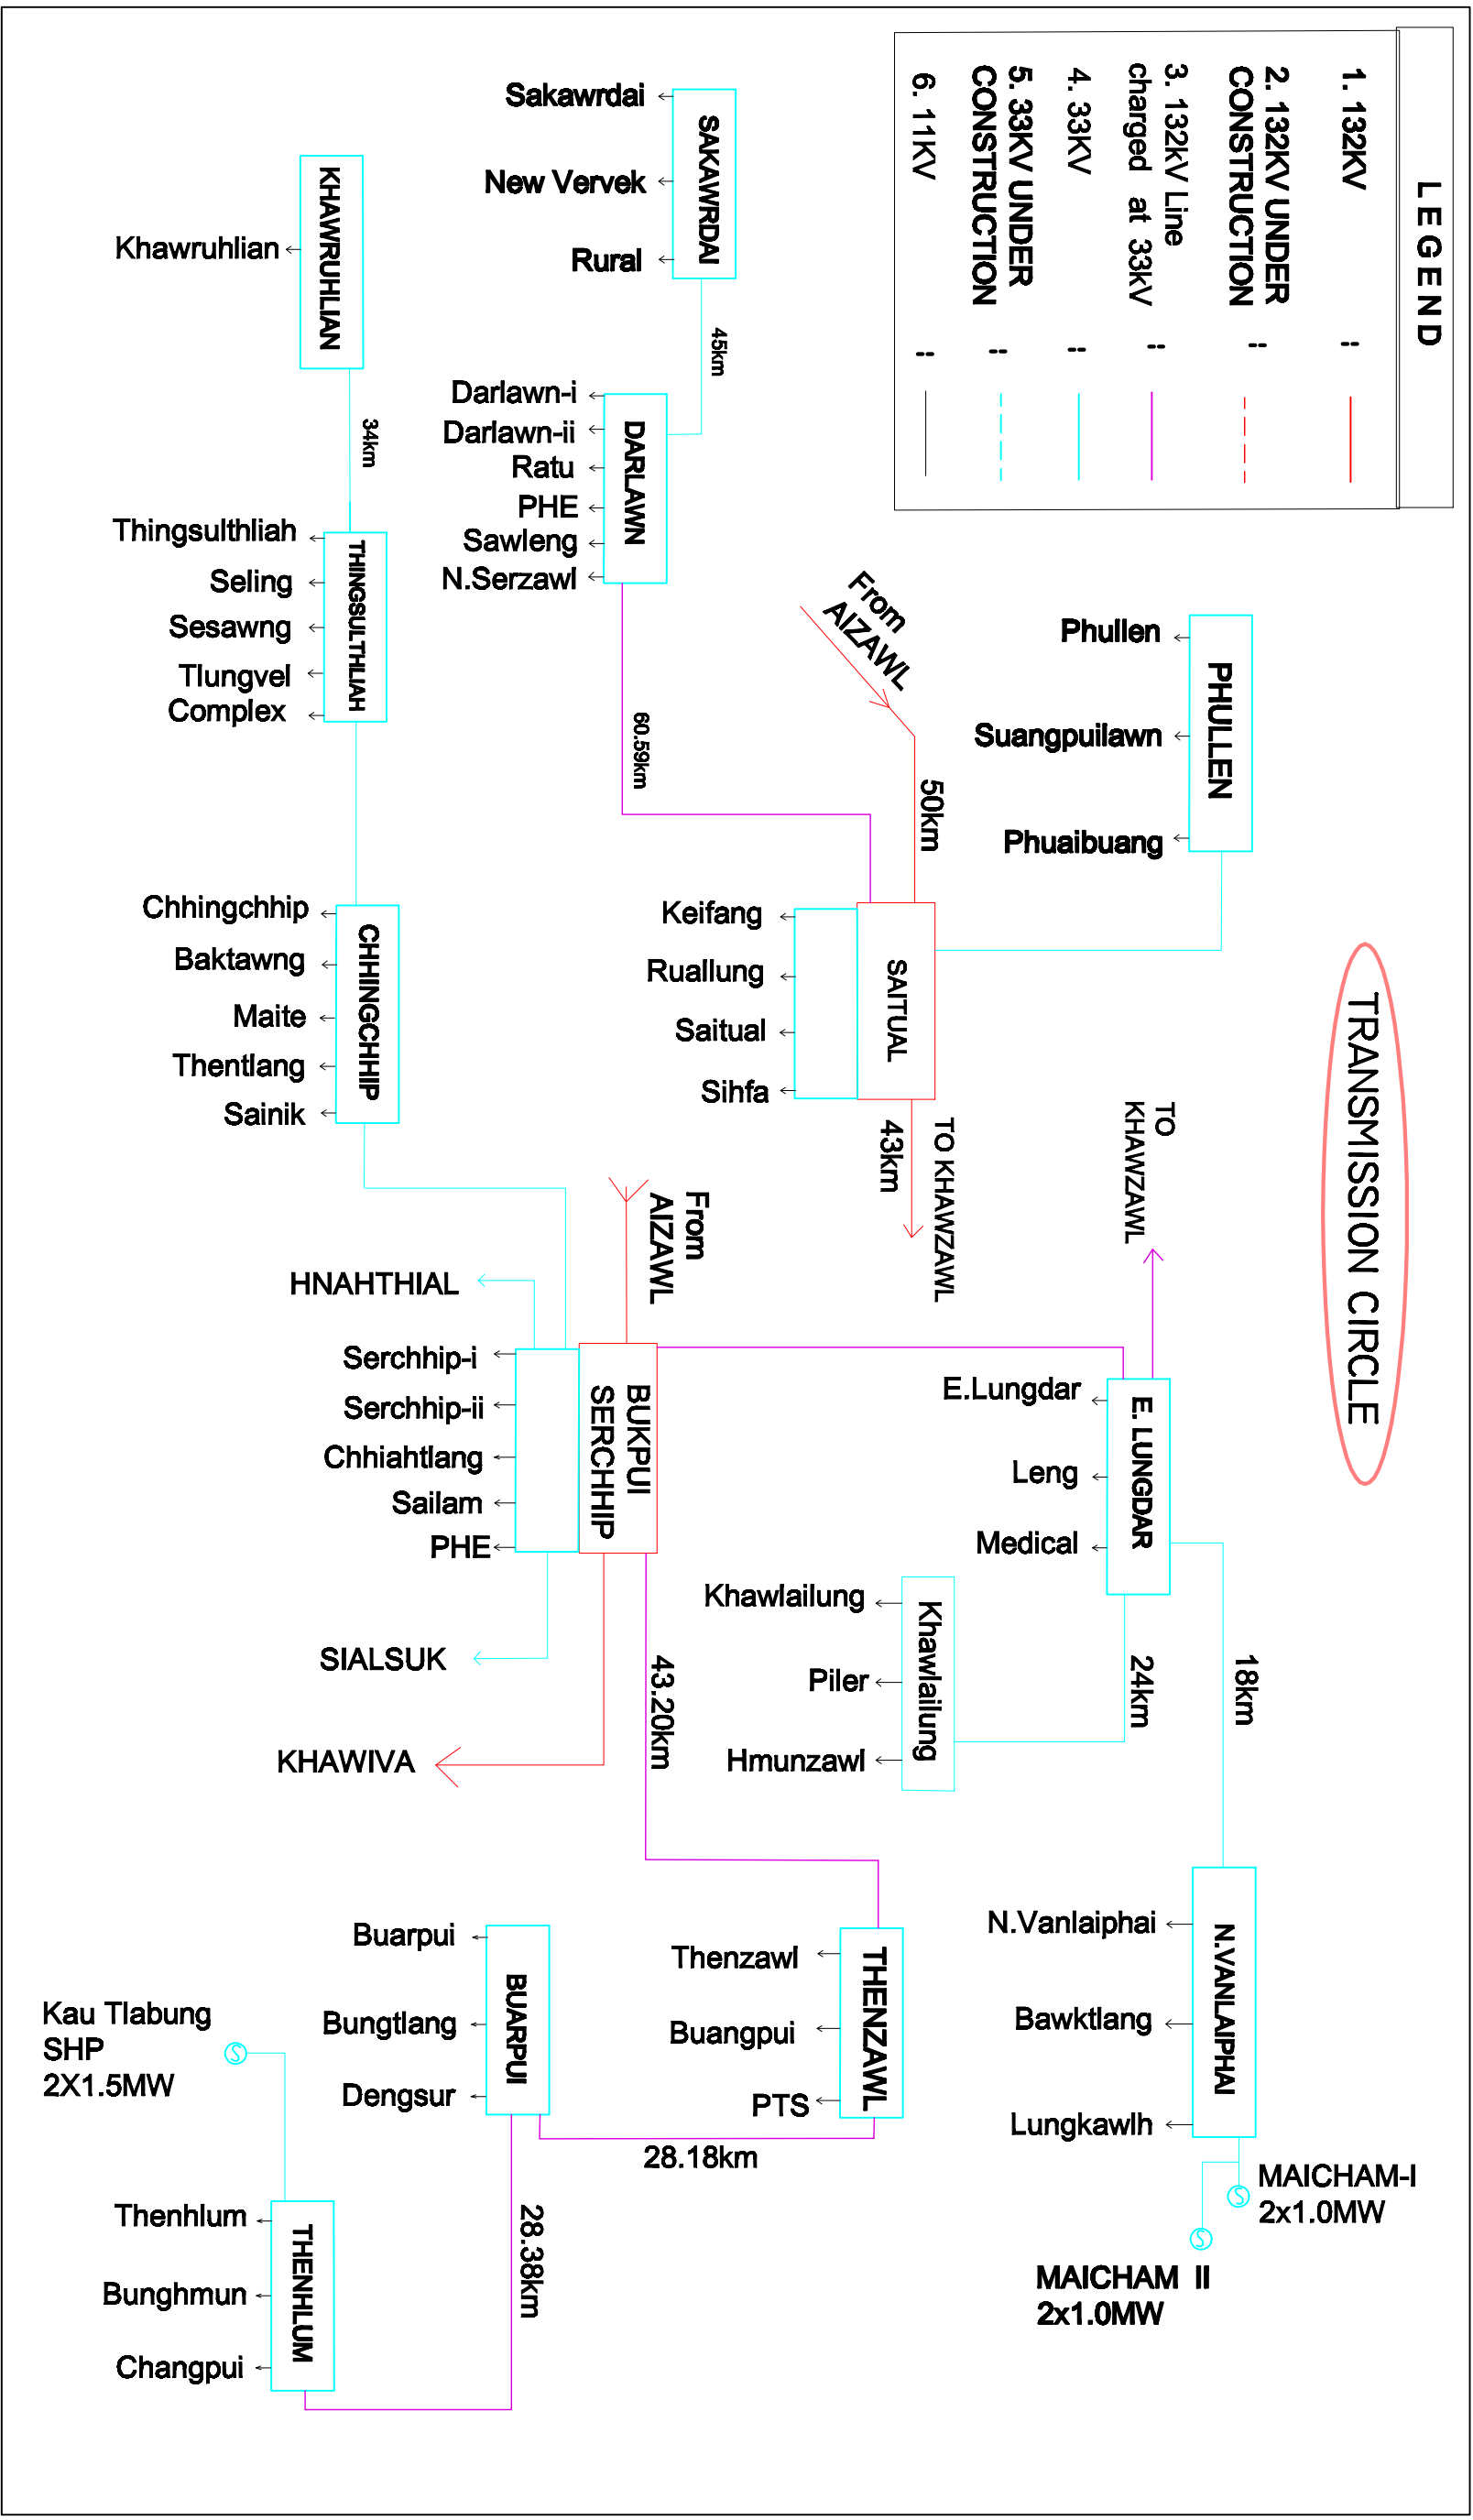 TRANSMISSION CIRCLE
LEGEND
1. 132KV --
2. 132KV UNDER
CONSTRUCTION --
3. 132kV Line
charged at 33kV --
4. 33KV --
5. 33KV UNDER
CONSTRUCTION --
6. 11KV --
PHULLEN
Phullen
Suangpuilawn
Phuaibuang
SAKAWRDAI
Sakawrdai
New Vervek
Rural
45km
DARLAWN
Darlawn-i
Darlawn-ii
Ratu
PHE
Sawleng
N.Serzawl
60.59km
KHAWRUHLIAN
Khawruhlian
34km
THINGSULTHLIAH
Thingsulthliah
Seling
Sesawng
Tlungvel
Complex
From
AIZAWL
50km
SAITUAL
Keifang
Ruallung
Saitual
Sihfa
TO KHAWZAWL
43km
CHHINGCHHIP
Chhingchhip
Baktawng
Maite
Thentlang
Sainik
TO
KHAWZAWL
From
AIZAWL
BUKPUI
SERCHHIP
HNAHTHIAL
Serchhip-i
Serchhip-ii
Chhiahtlang
Sailam
PHE
SIALSUK
KHAWIVA
43.20km
E. LUNGDAR
E.Lungdar
Leng
Medical
18km
24km
Khawlailung
Khawlailung
Piler
Hmunzawl
N.VANLAIPHAI
N.Vanlaiphai
Bawktlang
Lungkawlh
MAICHAM-I
2x1.0MW
MAICHAM II
2x1.0MW
THENZAWL
Thenzawl
Buangpui
PTS
28.18km
BUARPUI
Buarpui
Bungtlang
Dengsur
28.38km
Kau Tlabung
SHP
2X1.5MW
THENHLUM
Thenhlum
Bunghmun
Changpui